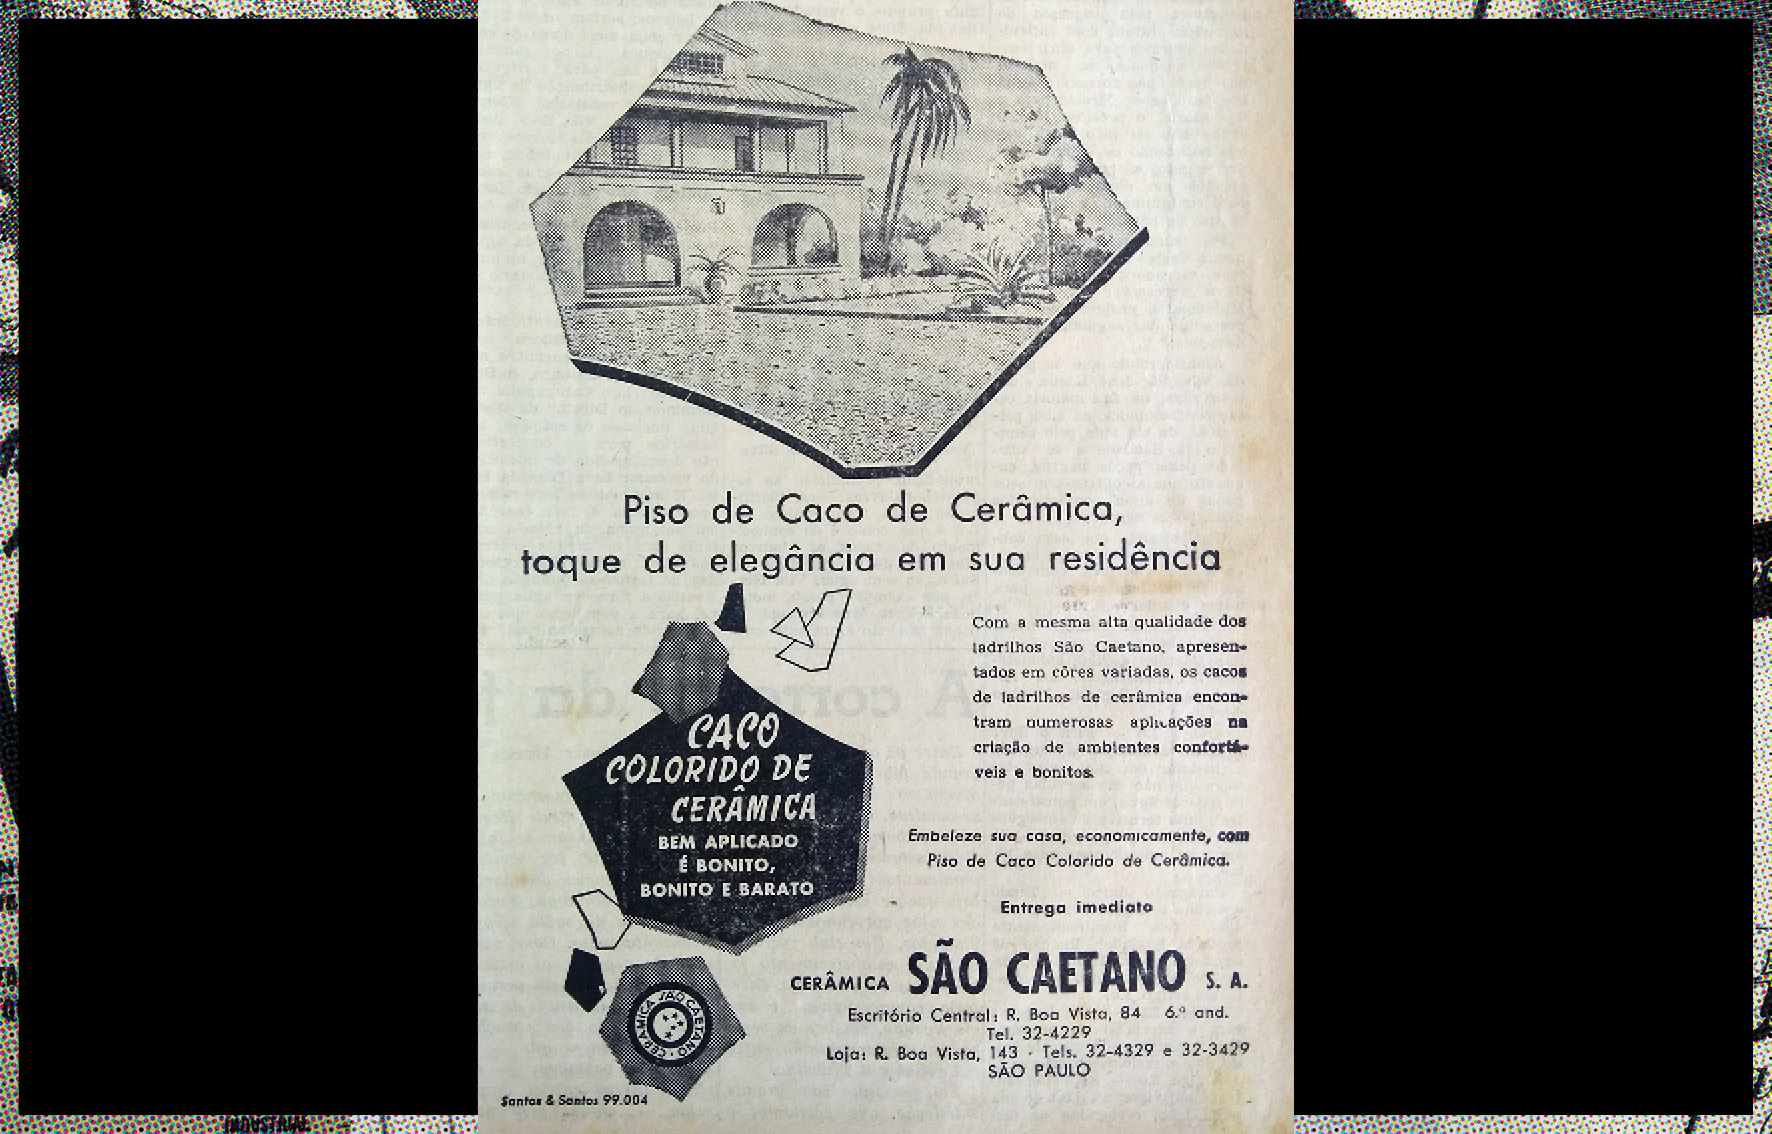 Piso de Caco de Cerâmica,
toque de elegância em sua residência
Com a mesma alta qualidade dos
ladrilhos São Caetano, apresen-
tados em côres variadas, os cacos
de ladrilhos de cerâmica encon-
tram numerosas aplicações na
criação de ambientes confortá-
veis e bonitos.
CACO
COLORIDO DE
CERÂMICA
BEM APLICADO
É BONITO,
BONITO E BARATO
Embeleze sua casa, economicamente, com
Piso de Caco Colorido de Cerâmica.
Entrega imediata
CERÂMICA SÃO CAETANO S. A.
Escritório Central: R. Boa Vista, 84 6.º and.
Tel. 32-4229
Loja: R. Boa Vista, 143 - Tels. 32-4329 e 32-3429
SÃO PAULO
CERÂMICA SÃO CAETANO
Santos & Santos 99.004
INDUSTRIAL